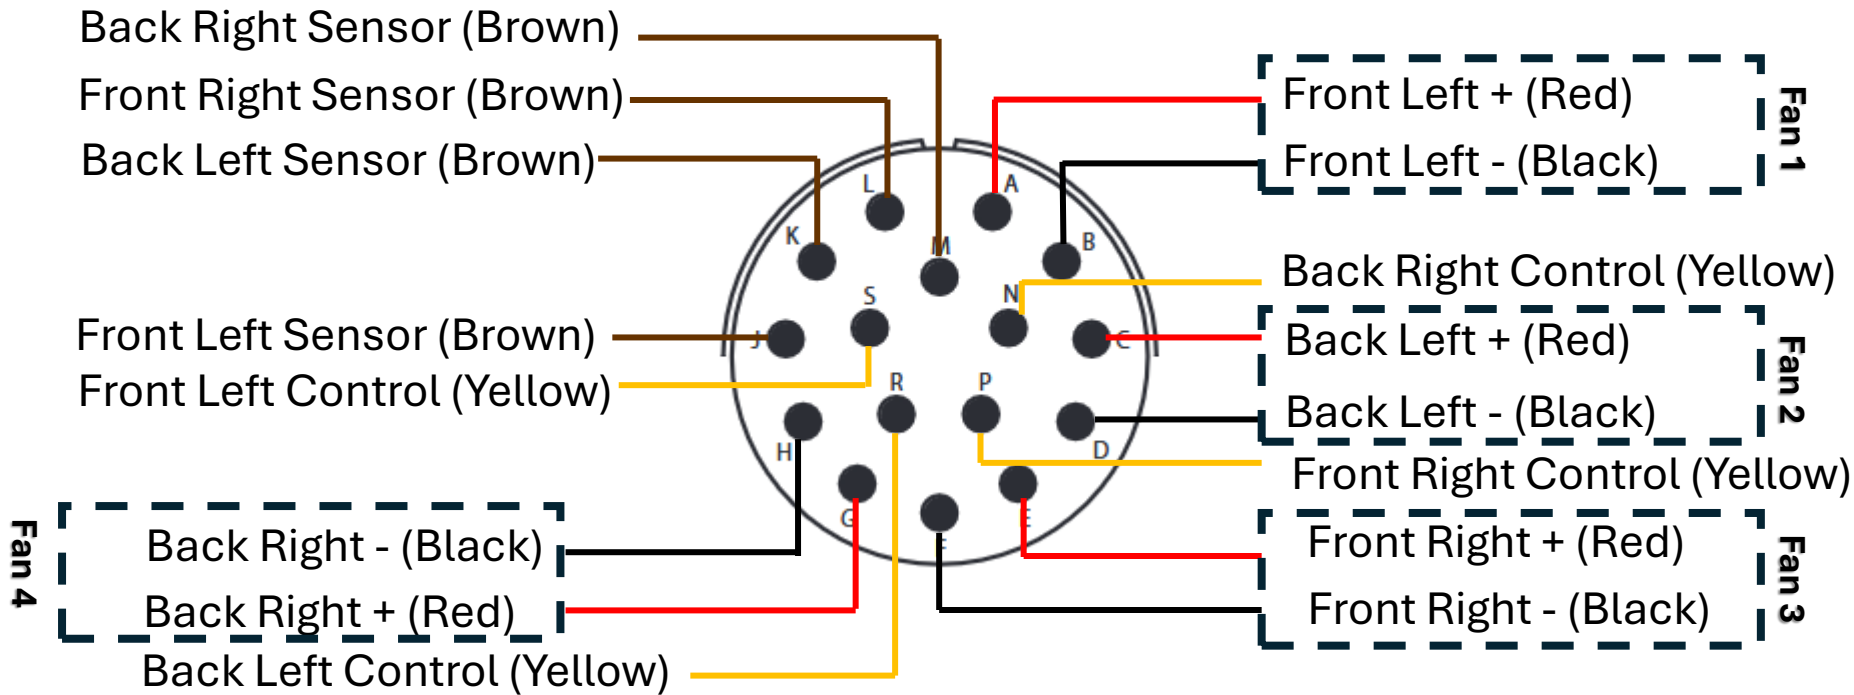 Back Right Sensor (Brown)
Front Right Sensor (Brown)
Back Left Sensor (Brown)
Front Left + (Red)
Front Left - (Black)
Fan 1
L
A
K
M
B
S
N
Back Right Control (Yellow)
Front Left Sensor (Brown)
J
C
Back Left + (Red)
Back Left - (Black)
Fan 2
Front Left Control (Yellow)
R
P
H
D
Front Right Control (Yellow)
G
F
E
Front Right + (Red)
Front Right - (Black)
Fan 3
Fan 4
Back Right - (Black)
Back Right + (Red)
Back Left Control (Yellow)